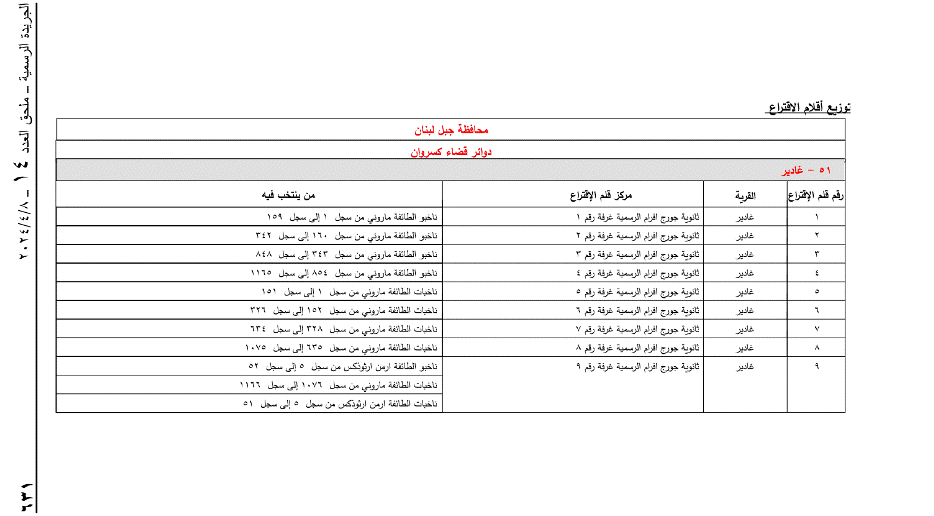 الجريدة الرسمية – ملحق العدد ١٤ – ٢٠٢٤/٤/٨
توزيع أقلام الاقتراع
محافظة جبل لبنان
دوائر قضاء كسروان
٥١ - غادير
رقم قلم الإقتراع القرية مركز قلم الإقتراع من ينتخب فيه
١ غادير ثانوية جورج افرام الرسمية غرفة رقم ١ ناخبو الطائفة ماروني من سجل ١ إلى سجل ١٥٩
٢ غادير ثانوية جورج افرام الرسمية غرفة رقم ٢ ناخبو الطائفة ماروني من سجل ١٦٠ إلى سجل ٣٤٢
٣ غادير ثانوية جورج افرام الرسمية غرفة رقم ٣ ناخبو الطائفة ماروني من سجل ٣٤٣ إلى سجل ٨٤٨
٤ غادير ثانوية جورج افرام الرسمية غرفة رقم ٤ ناخبو الطائفة ماروني من سجل ٨٥٤ إلى سجل ١١٦٥
٥ غادير ثانوية جورج افرام الرسمية غرفة رقم ٥ ناخبات الطائفة ماروني من سجل ١ إلى سجل ١٥١
٦ غادير ثانوية جورج افرام الرسمية غرفة رقم ٦ ناخبات الطائفة ماروني من سجل ١٥٢ إلى سجل ٣٢٦
٧ غادير ثانوية جورج افرام الرسمية غرفة رقم ٧ ناخبات الطائفة ماروني من سجل ٣٢٨ إلى سجل ٦٣٤
٨ غادير ثانوية جورج افرام الرسمية غرفة رقم ٨ ناخبات الطائفة ماروني من سجل ٦٣٥ إلى سجل ١٠٧٥
٩ غادير ثانوية جورج افرام الرسمية غرفة رقم ٩ ناخبو الطائفة ارمن ارثوذكس من سجل ٥ إلى سجل ٥٢
ناخبات الطائفة ماروني من سجل ١٠٧٦ إلى سجل ١١٦٦
ناخبات الطائفة ارمن ارثوذكس من سجل ٥ إلى سجل ٥١
٦٣١